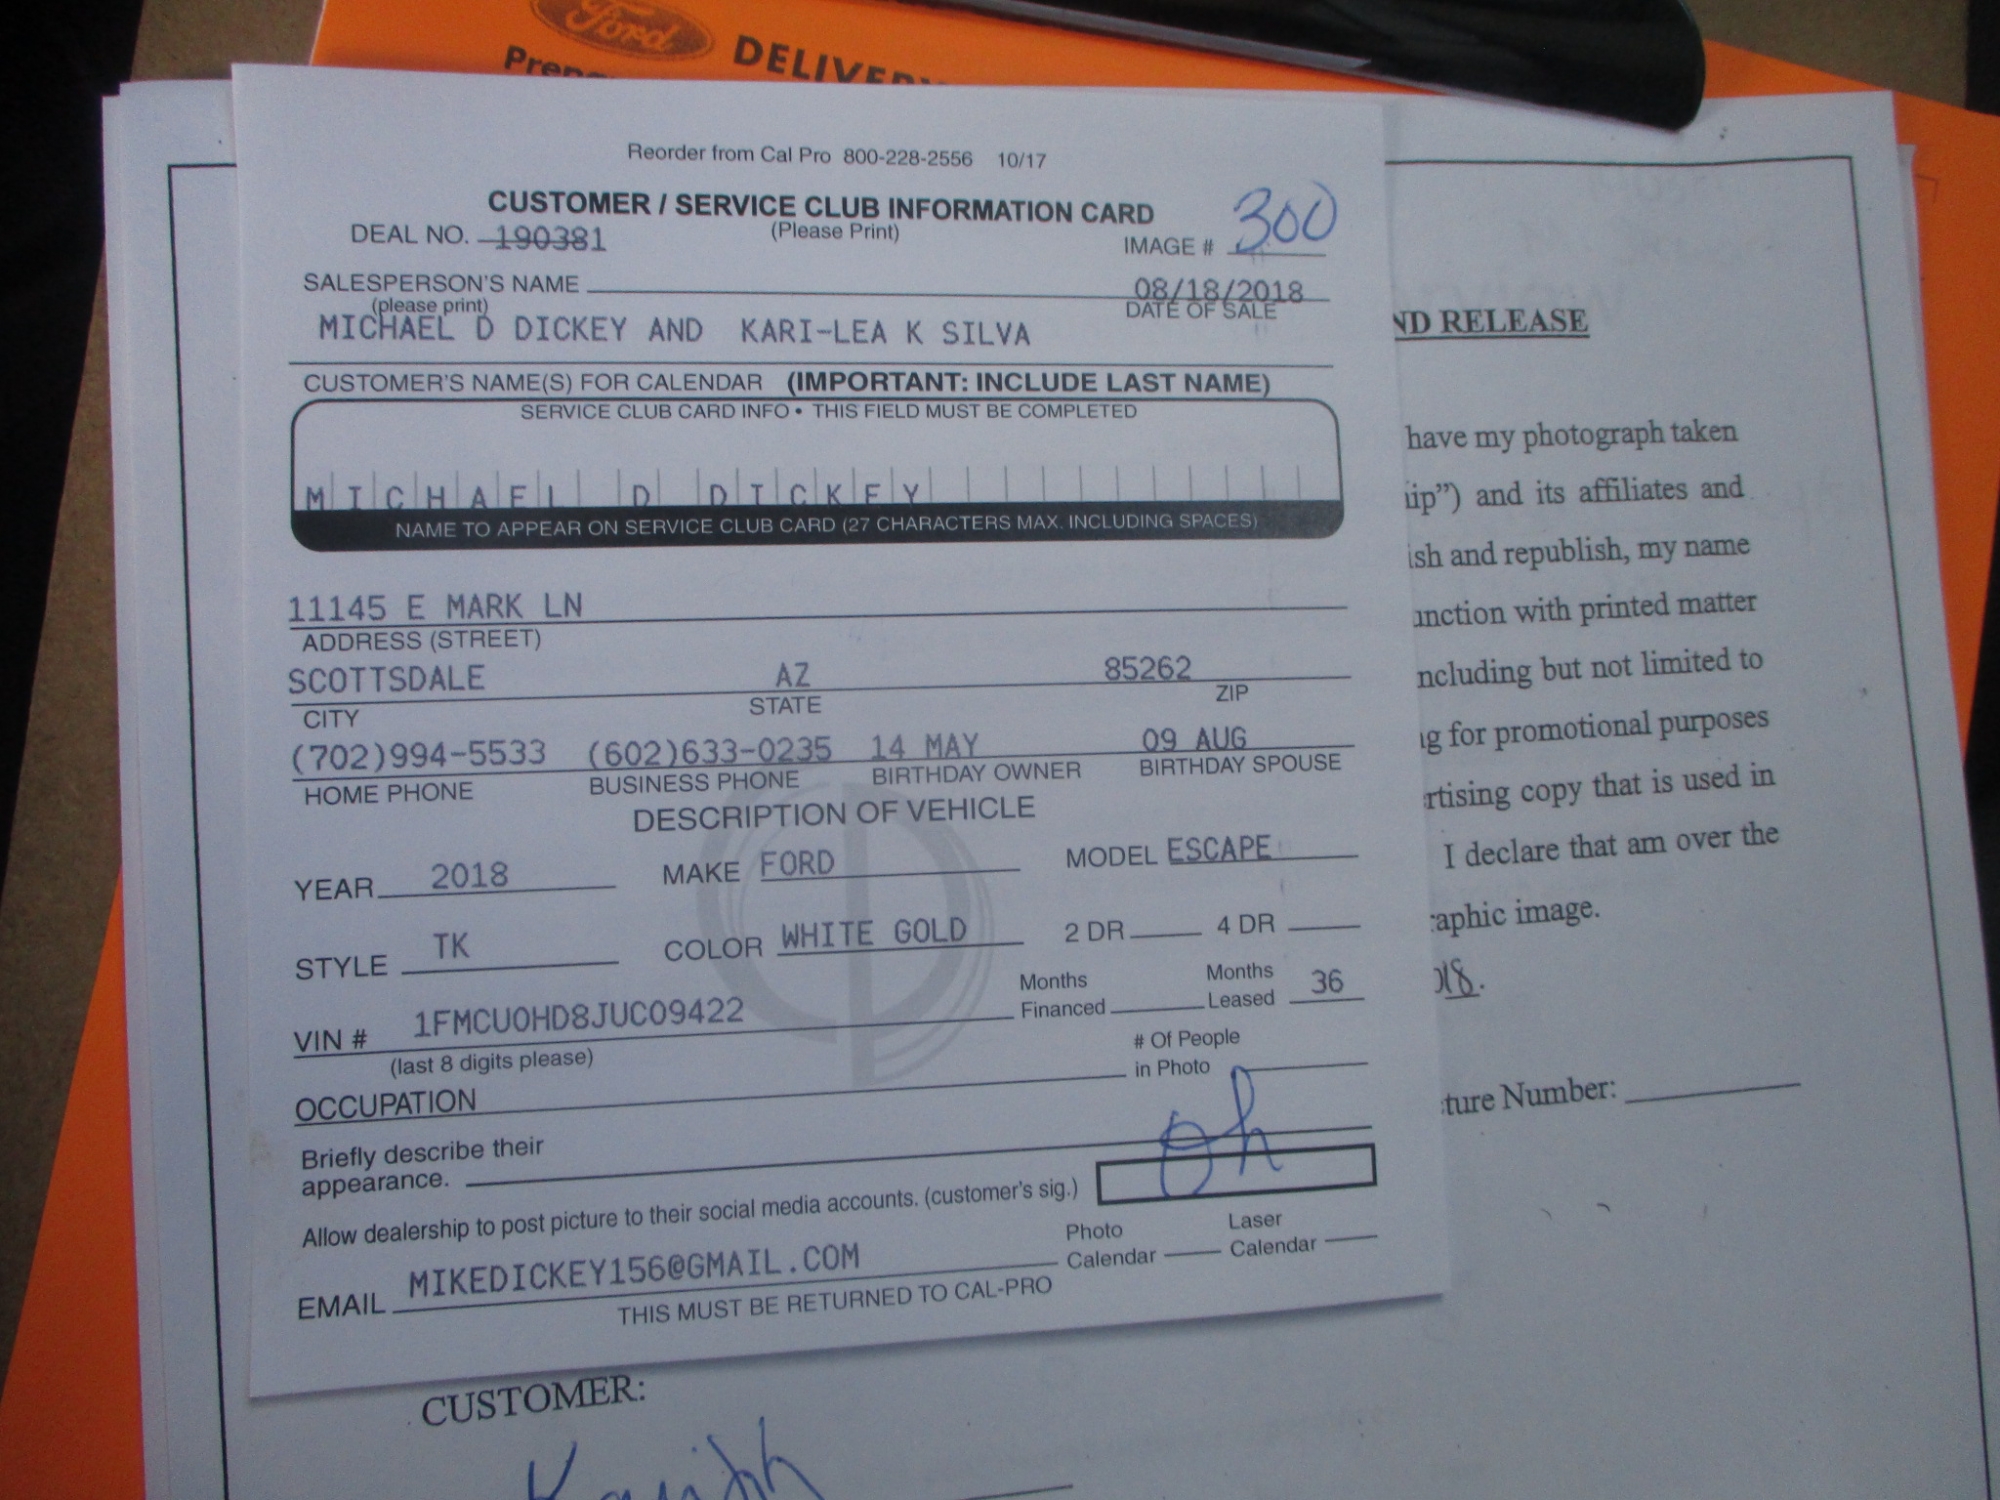 Ford
DELIVERY
Reorder from Cal Pro 800-228-2556 10/17
CUSTOMER / SERVICE CLUB INFORMATION CARD
(Please Print)
DEAL NO. 190381
IMAGE # 300
SALESPERSON'S NAME
(please print)
08/18/2018
DATE OF SALE
MICHAEL D DICKEY AND KARI-LEA K SILVA
CUSTOMER'S NAME(S) FOR CALENDAR (IMPORTANT: INCLUDE LAST NAME)
SERVICE CLUB CARD INFO • THIS FIELD MUST BE COMPLETED
MICHAEL D DICKEY
NAME TO APPEAR ON SERVICE CLUB CARD (27 CHARACTERS MAX. INCLUDING SPACES)
11145 E MARK LN
ADDRESS (STREET)
SCOTTSDALE AZ 85262
CITY STATE ZIP
(702)994-5533 (602)633-0235 14 MAY 09 AUG
HOME PHONE BUSINESS PHONE BIRTHDAY OWNER BIRTHDAY SPOUSE
DESCRIPTION OF VEHICLE
YEAR 2018 MAKE FORD MODEL ESCAPE
STYLE TK COLOR WHITE GOLD 2 DR 4 DR
VIN # 1FMCU0HD8JUC09422
(last 8 digits please)
Months Financed
Months Leased 36
# Of People in Photo
OCCUPATION
Briefly describe their
appearance.
Allow dealership to post picture to their social media accounts. (customer's sig.)
Photo Calendar
Laser Calendar
EMAIL MIKEDICKEY156@GMAIL.COM
THIS MUST BE RETURNED TO CAL-PRO
ND RELEASE
have my photograph taken
ip") and its affiliates and
ish and republish, my name
unction with printed matter
ncluding but not limited to
g for promotional purposes
rtising copy that is used in
I declare that am over the
raphic image.
18.
ture Number:
CUSTOMER: